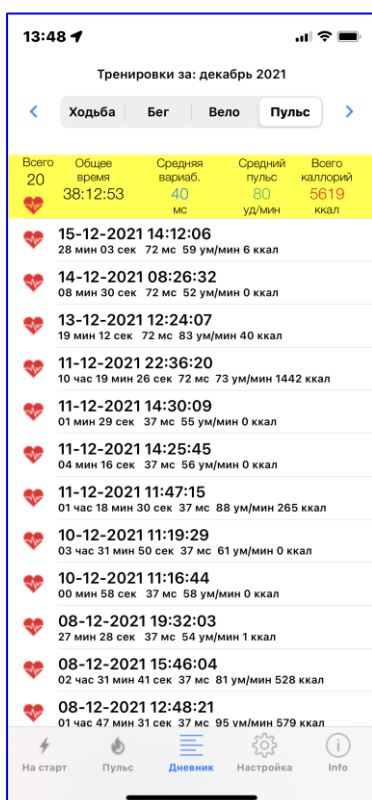 13:48
Тренировки за: декабрь 2021
Ходьба Бег Вело Пульс
Всего Общее Средняя Средний Всего
20 время вариаб. пульс каллорий
38:12:53 40 80 5619
мс уд/мин ккал
15-12-2021 14:12:06
28 мин 03 сек 72 мс 59 ум/мин 6 ккал
14-12-2021 08:26:32
08 мин 30 сек 72 мс 52 ум/мин 0 ккал
13-12-2021 12:24:07
19 мин 12 сек 72 мс 83 ум/мин 40 ккал
11-12-2021 22:36:20
10 час 19 мин 26 сек 72 мс 73 ум/мин 1442 ккал
11-12-2021 14:30:09
01 мин 29 сек 37 мс 55 ум/мин 0 ккал
11-12-2021 14:25:45
04 мин 16 сек 37 мс 56 ум/мин 0 ккал
11-12-2021 11:47:15
01 час 18 мин 30 сек 37 мс 88 ум/мин 265 ккал
10-12-2021 11:19:29
03 час 31 мин 50 сек 37 мс 61 ум/мин 0 ккал
10-12-2021 11:16:44
00 мин 58 сек 37 мс 58 ум/мин 0 ккал
08-12-2021 19:32:03
27 мин 28 сек 37 мс 54 ум/мин 1 ккал
08-12-2021 15:46:04
02 час 31 мин 41 сек 37 мс 81 ум/мин 528 ккал
08-12-2021 12:48:21
01 час 47 мин 31 сек 37 мс 95 ум/мин 579 ккал
На старт Пульс Дневник Настройка Info